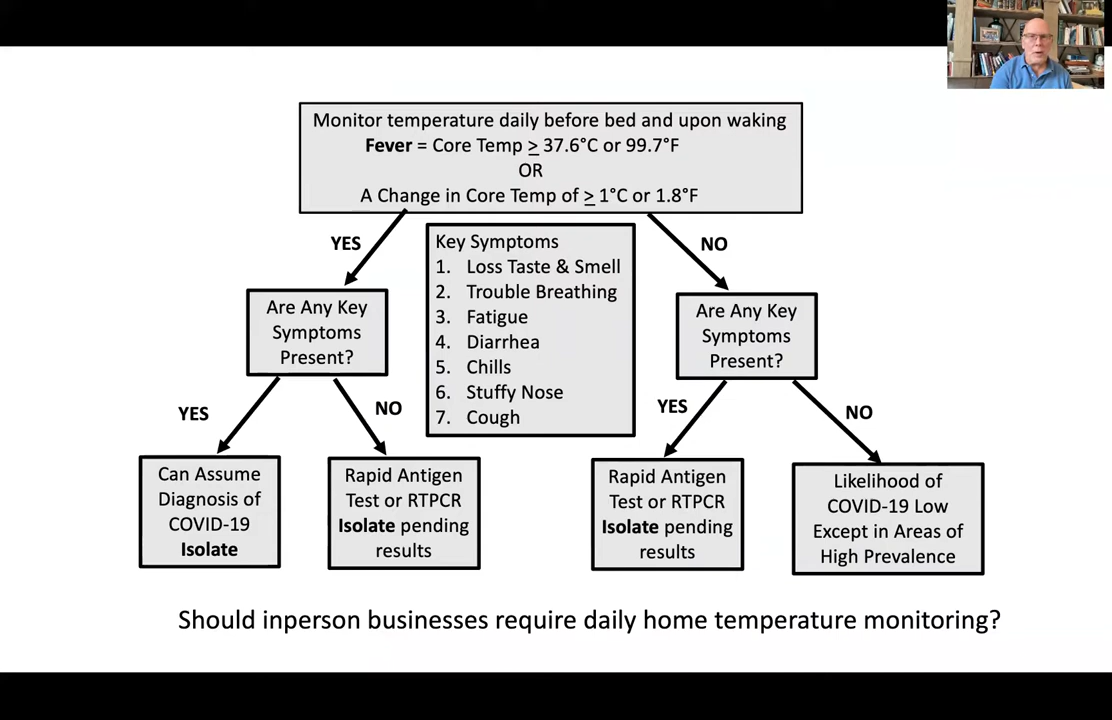 Monitor temperature daily before bed and upon waking
Fever = Core Temp ≥ 37.6°C or 99.7°F
OR
A Change in Core Temp of ≥ 1°C or 1.8°F
YES
NO
Key Symptoms
1. Loss Taste & Smell
2. Trouble Breathing
3. Fatigue
4. Diarrhea
5. Chills
6. Stuffy Nose
7. Cough
Are Any Key
Symptoms
Present?
Are Any Key
Symptoms
Present?
YES
NO
YES
NO
Can Assume
Diagnosis of
COVID-19
Isolate
Rapid Antigen
Test or RTPCR
Isolate pending
results
Rapid Antigen
Test or RTPCR
Isolate pending
results
Likelihood of
COVID-19 Low
Except in Areas of
High Prevalence
Should inperson businesses require daily home temperature monitoring?